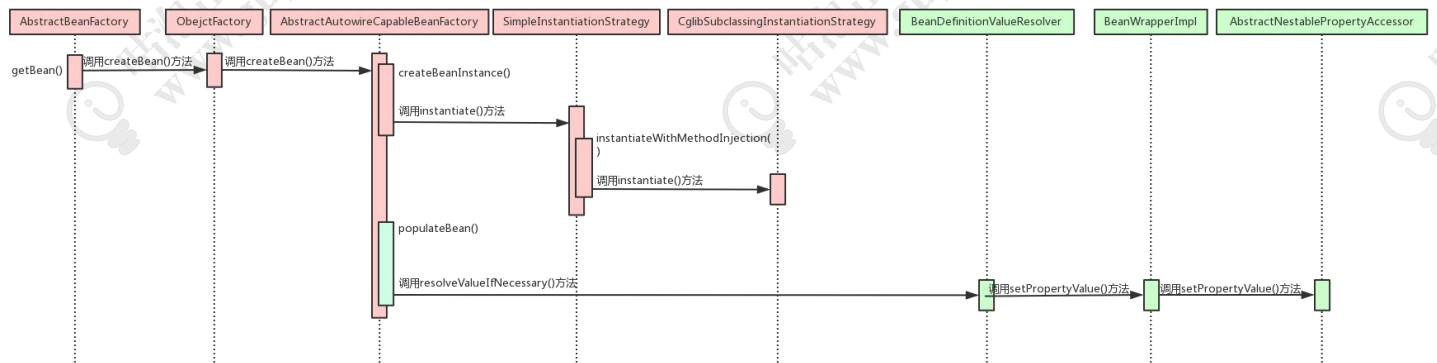 AbstractBeanFactory
ObejctFactory
AbstractAutowireCapableBeanFactory
SimpleInstantiationStrategy
CglibSubclassingInstantiationStrategy
BeanDefinitionValueResolver
BeanWrapperImpl
AbstractNestablePropertyAccessor
getBean()
调用createBean()方法
调用createBean()方法
createBeanInstance()
调用instantiate()方法
instantiateWithMethodInjection(
)
调用instantiate()方法
populateBean()
调用resolveValueIfNecessary()方法
调用setPropertyValue()方法
调用setPropertyValue()方法